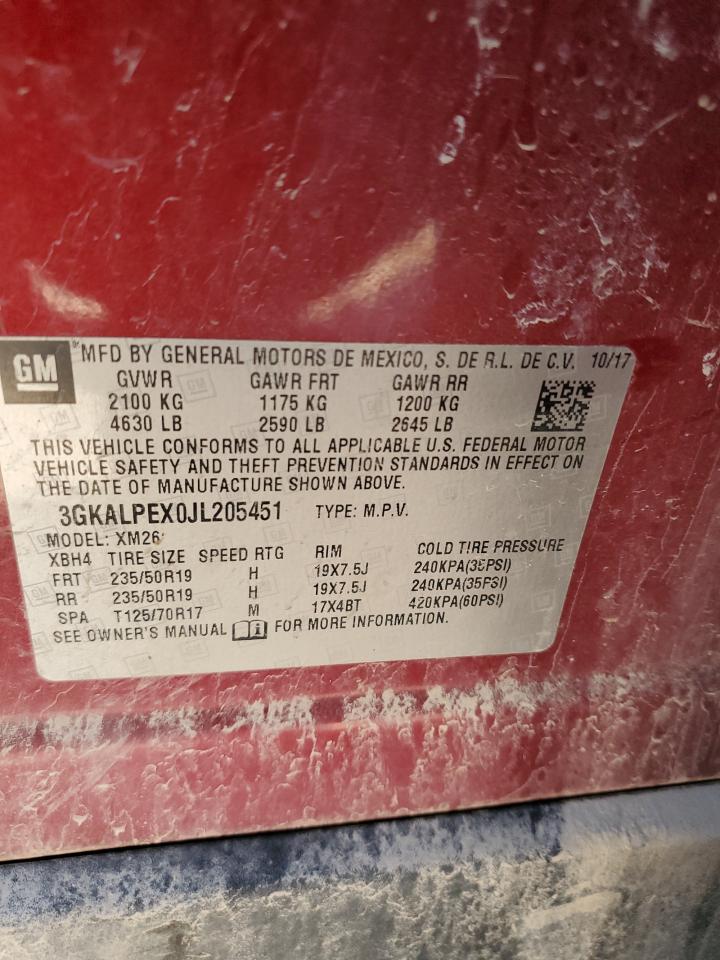 GM
MFD BY GENERAL MOTORS DE MEXICO, S. DE R.L. DE C.V. 10/17
GVWR GAWR FRT GAWR RR
2100 KG 1175 KG 1200 KG
4630 LB 2590 LB 2645 LB
THIS VEHICLE CONFORMS TO ALL APPLICABLE U.S. FEDERAL MOTOR
VEHICLE SAFETY AND THEFT PREVENTION STANDARDS IN EFFECT ON
THE DATE OF MANUFACTURE SHOWN ABOVE.
3GKALPEX0JL205451 TYPE: M.P.V.
MODEL: XM26
XBH4 TIRE SIZE SPEED RTG RIM COLD TIRE PRESSURE
FRT 235/50R19 H 19X7.5J 240KPA(35PSI)
RR 235/50R19 H 19X7.5J 240KPA(35PSI)
SPA T125/70R17 M 17X4BT 420KPA(60PSI)
SEE OWNER'S MANUAL FOR MORE INFORMATION.